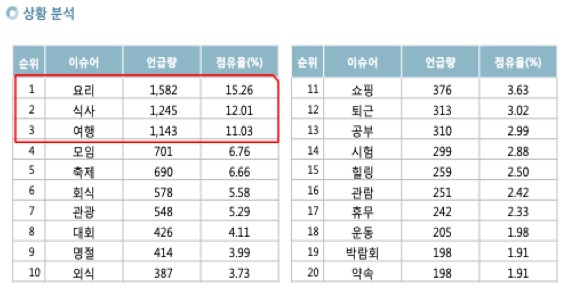 상황 분석
순위 이슈어 언급량 점유율(%)
1 요리 1,582 15.26
2 식사 1,245 12.01
3 여행 1,143 11.03
4 모임 701 6.76
5 축제 690 6.66
6 회식 578 5.58
7 관광 548 5.29
8 대회 426 4.11
9 명절 414 3.99
10 외식 387 3.73
순위 이슈어 언급량 점유율(%)
11 쇼핑 376 3.63
12 퇴근 313 3.02
13 공부 310 2.99
14 시험 299 2.88
15 힐링 259 2.50
16 관람 251 2.42
17 휴무 242 2.33
18 운동 205 1.98
19 박람회 198 1.91
20 약속 198 1.91